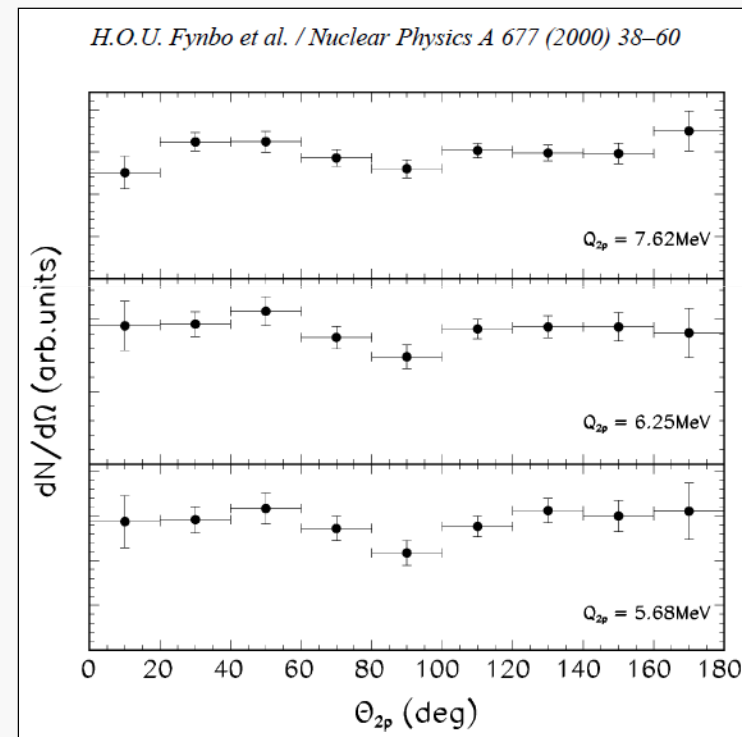 H.O.U. Fynbo et al. / Nuclear Physics A 677 (2000) 38–60
dN/dΩ (arb.units)
Q2p = 7.62MeV
Q2p = 6.25MeV
Q2p = 5.68MeV
0 20 40 60 80 100 120 140 160 180
Θ2p (deg)